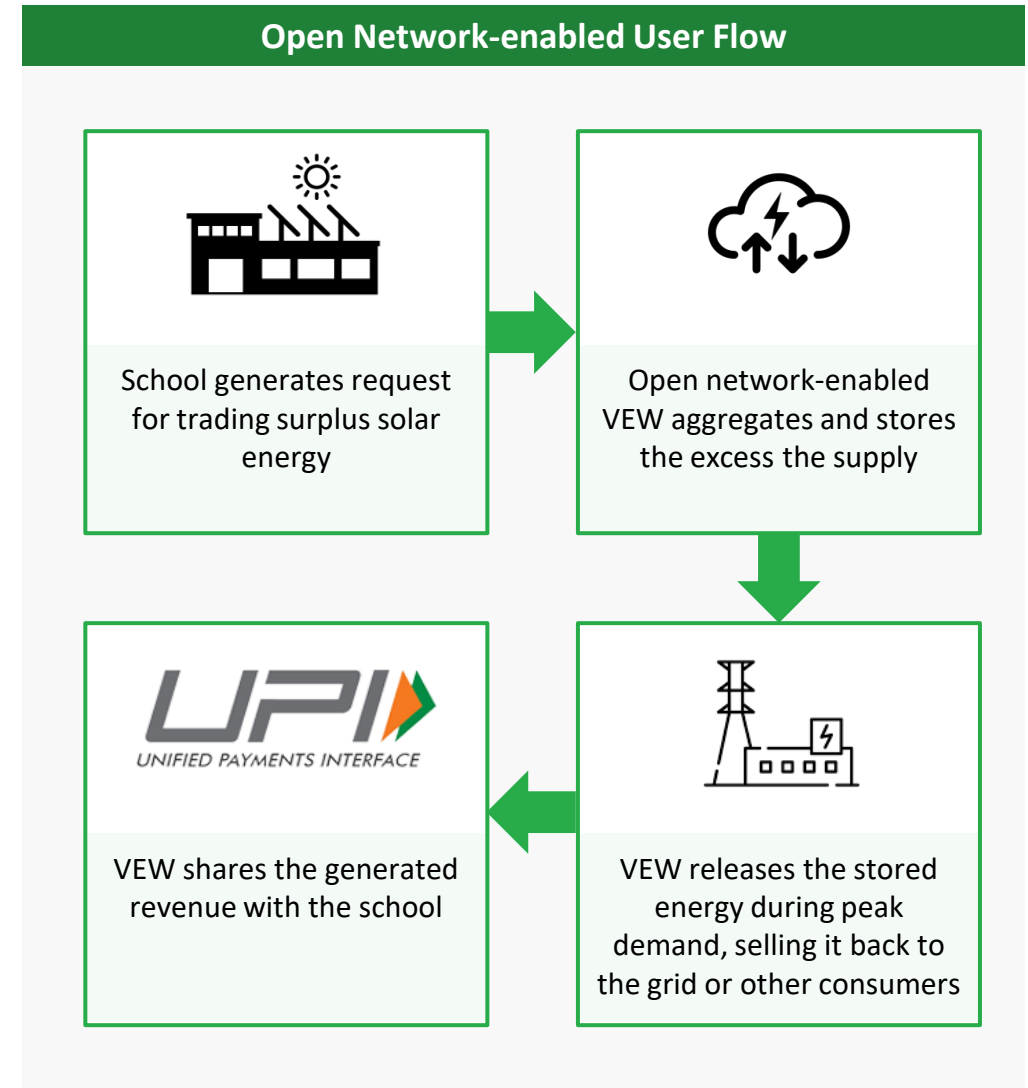 Open Network-enabled User Flow
School generates request
for trading surplus solar
energy
Open network-enabled
VEW aggregates and stores
the excess the supply
VEW releases the stored
energy during peak
demand, selling it back to
the grid or other consumers
UPI
UNIFIED PAYMENTS INTERFACE
VEW shares the generated
revenue with the school